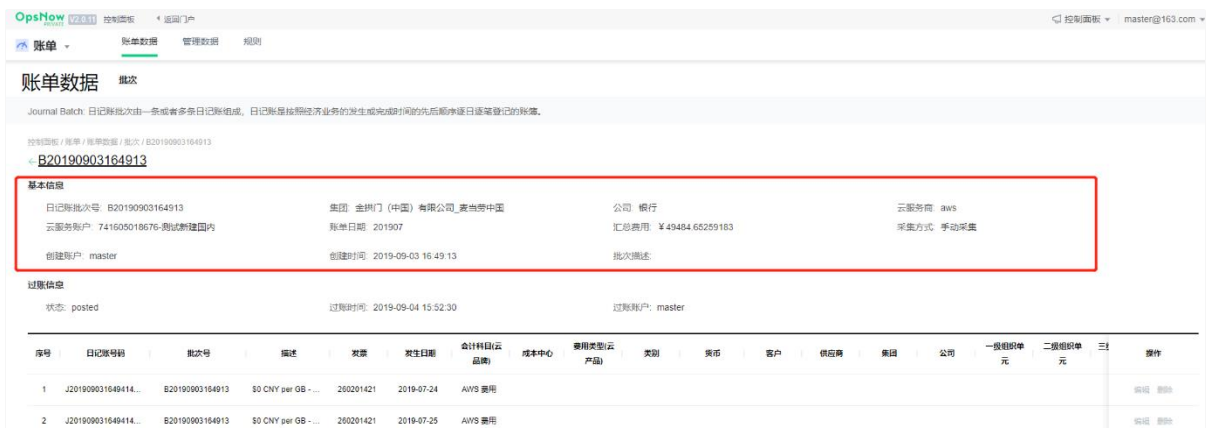 OpsNow PRIVATE V2.0.11 控制面板 返回门户 控制面板 master@163.com
账单 账单数据 管理数据 规则
账单数据 批次
Journal Batch: 日记账批次由一条或者多条日记账组成。日记账是按照经济业务的发生或完成时间的先后顺序逐日逐笔登记的账簿。
控制面板 / 账单 / 账单数据 / 批次 / B20190903164913
←B20190903164913
基本信息
日记账批次号: B20190903164913 集团: 金拱门（中国）有限公司_麦当劳中国 公司: 银行 云服务商: aws
云服务账户: 741605018676-测试新建国内 账单日期: 201907 汇总费用: ￥49484.65259183 采集方式: 手动采集
创建账户: master 创建时间: 2019-09-03 16:49:13 批次描述:
过账信息
状态: posted 过账时间: 2019-09-04 15:52:30 过账账户: master
序号 日记账号码 批次号 描述 发票 发生日期 会计科目(云品牌) 成本中心 费用类型(云产品) 类别 货币 客户 供应商 集团 公司 一级组织单元 二级组织单元 三级 操作
1 J201909031649414... B20190903164913 $0 CNY per GB - ... 260201421 2019-07-24 AWS 费用 编辑 删除
2 J201909031649414... B20190903164913 $0 CNY per GB - ... 260201421 2019-07-25 AWS 费用 编辑 删除